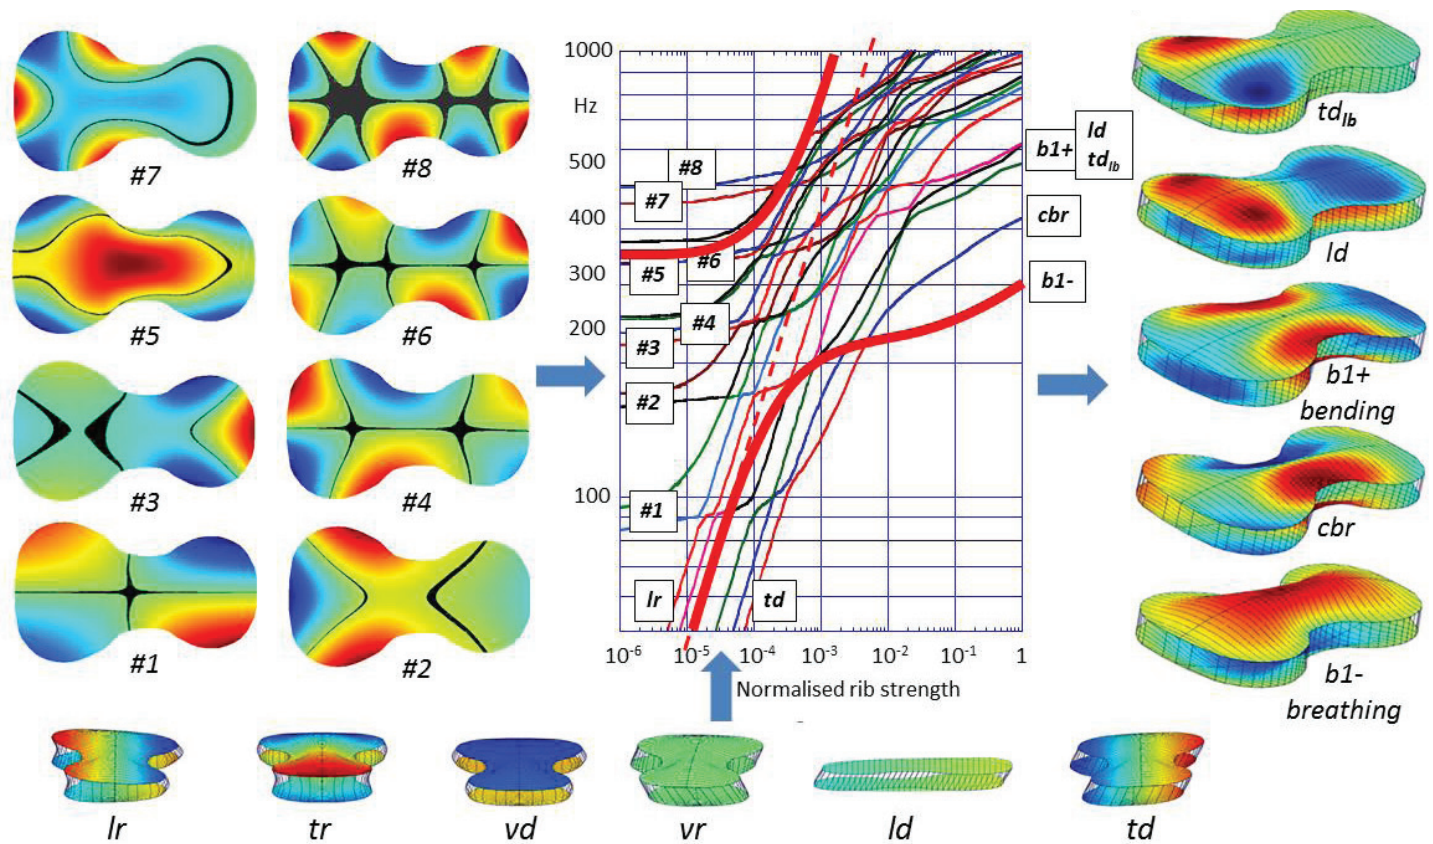 #7
#8
#5
#6
#3
#4
#1
#2
1000
Hz
500
400
300
200
100
#8
#7
#5
#6
#4
#3
#2
#1
lr
td
b1+
ld
td_lb
cbr
b1-
10^-6
10^-5
10^-4
10^-3
10^-2
10^-1
1
Normalised rib strength
td_lb
ld
b1+
bending
cbr
b1-
breathing
lr
tr
vd
vr
ld
td